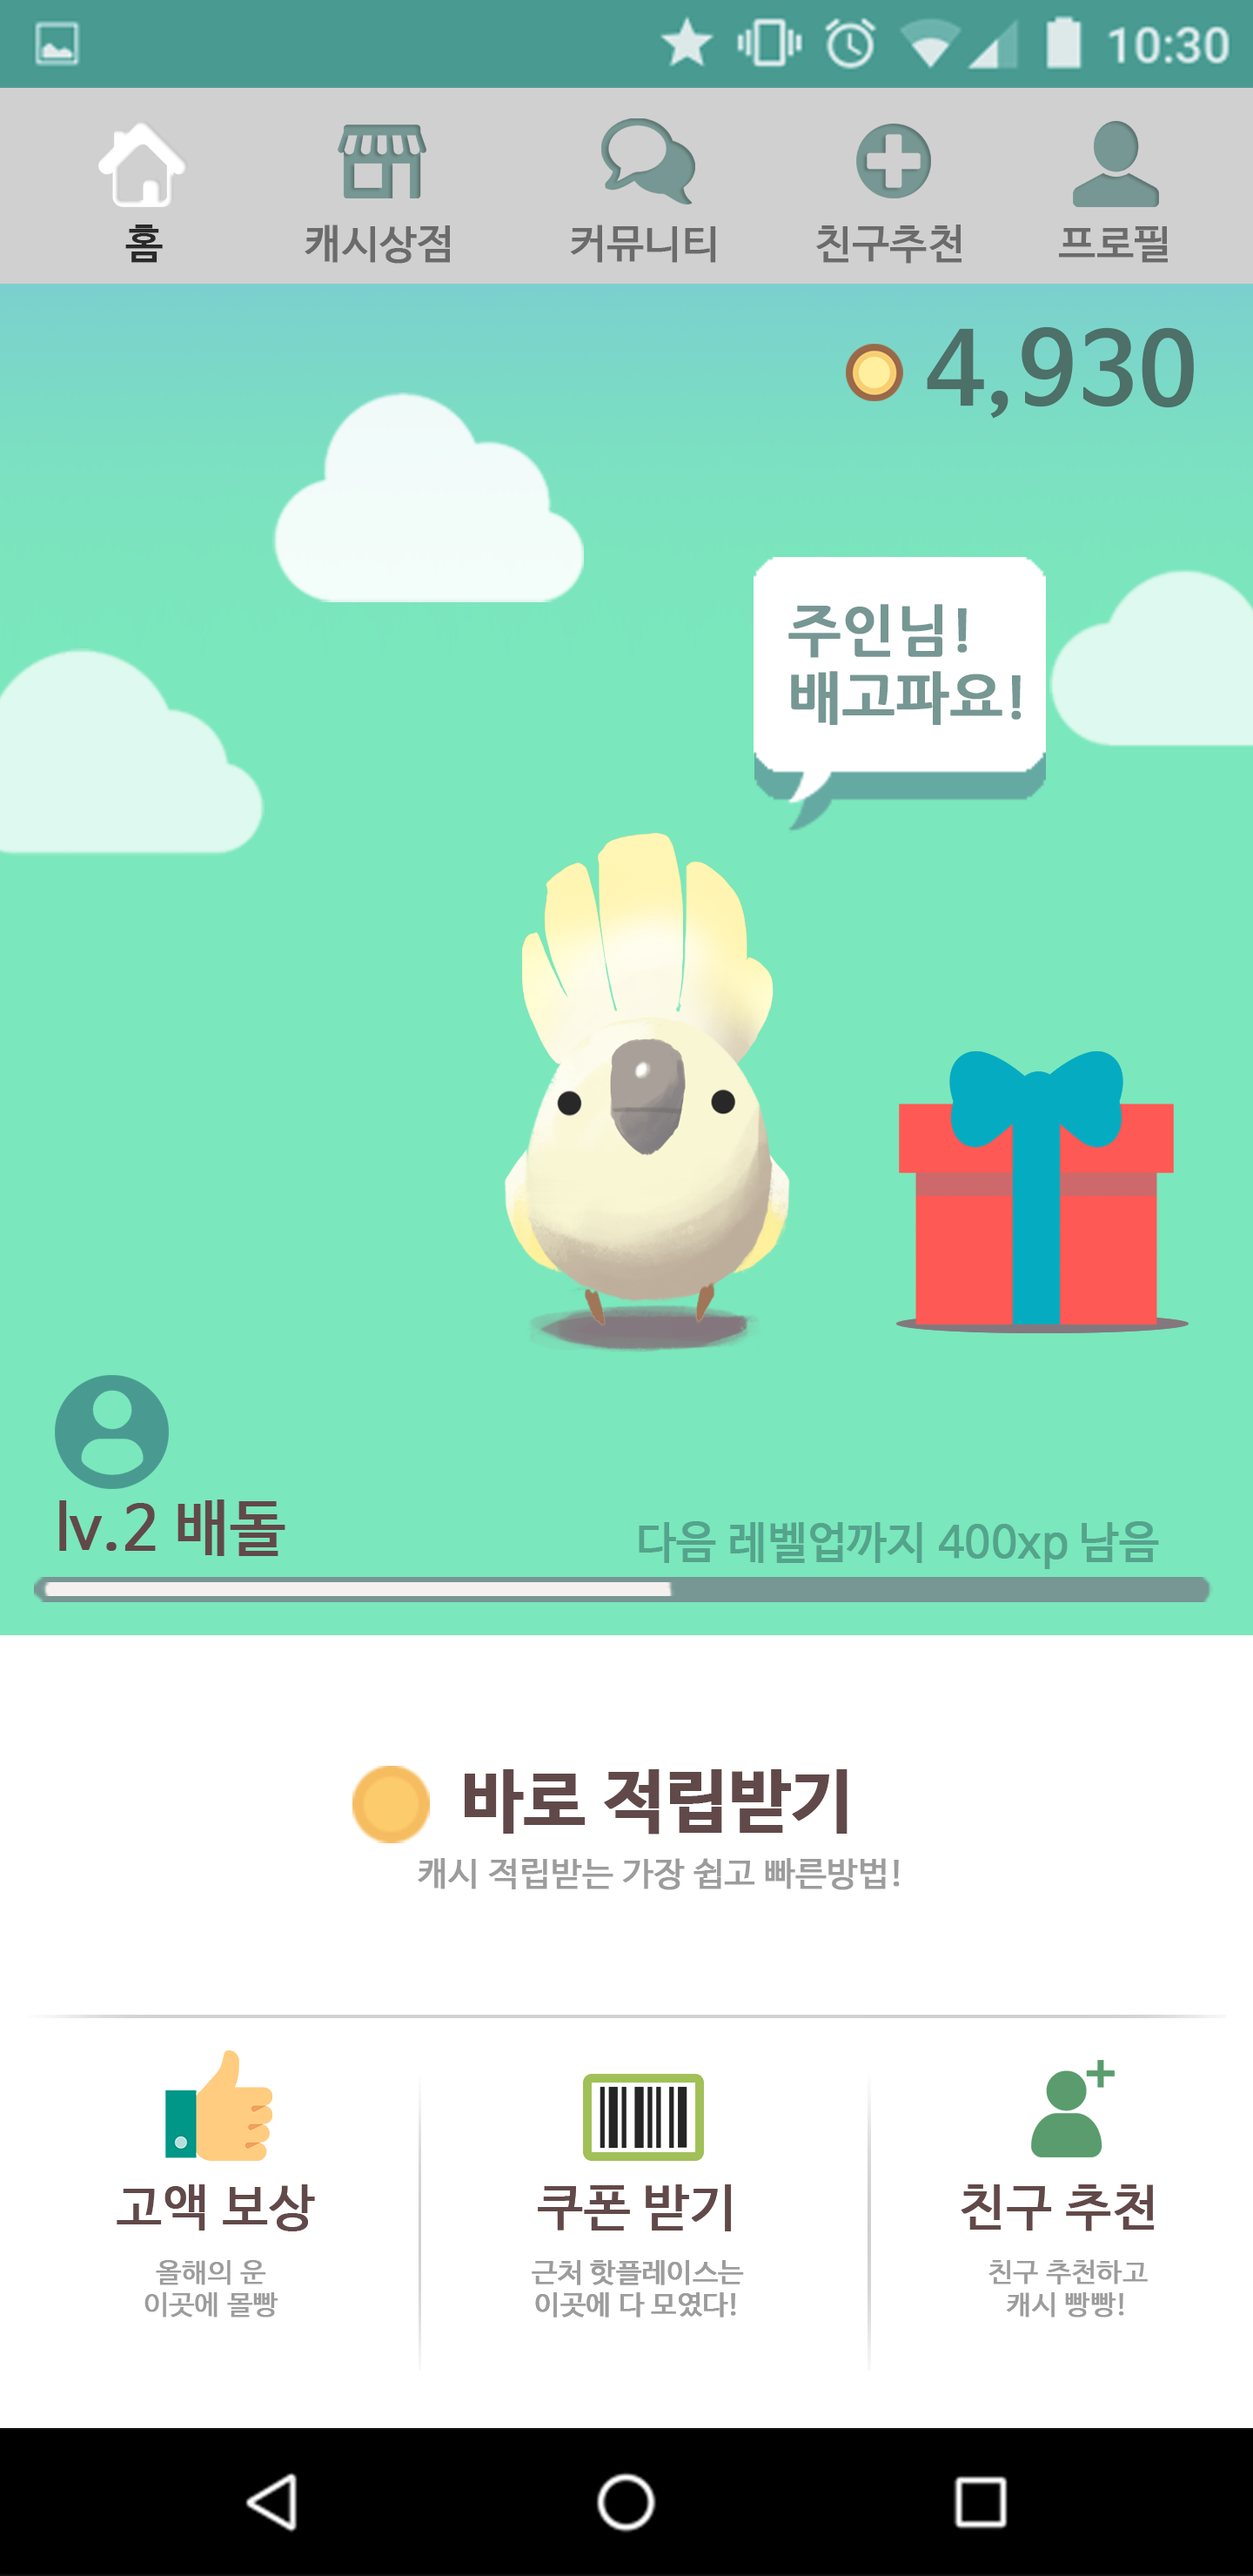 10:30
홈 캐시상점 커뮤니티 친구추천 프로필
4,930
주인님!
배고파요!
lv.2 배돌
다음 레벨업까지 400xp 남음
바로 적립받기
캐시 적립받는 가장 쉽고 빠른방법!
고액 보상
올해의 운
이곳에 몰빵
쿠폰 받기
근처 핫플레이스는
이곳에 다 모였다!
친구 추천
친구 추천하고
캐시 빵빵!